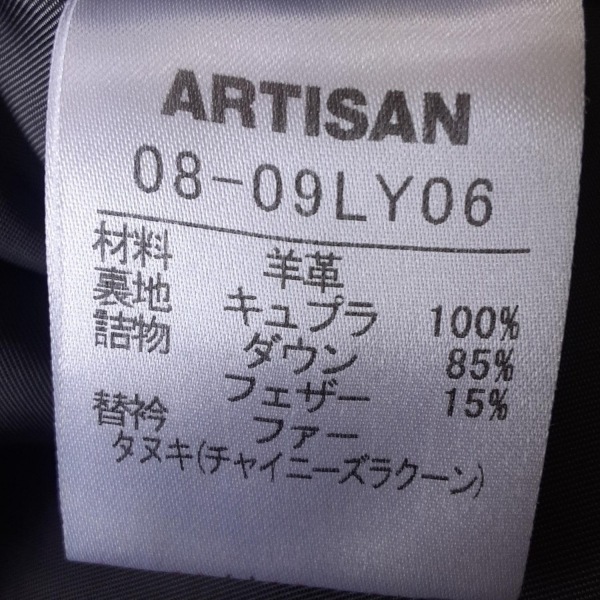 ARTISAN
08-09LY06
材料 羊革
裏地 キュプラ 100%
詰物 ダウン 85%
フェザー 15%
替衿 ファー
タヌキ(チャイニーズラクーン)